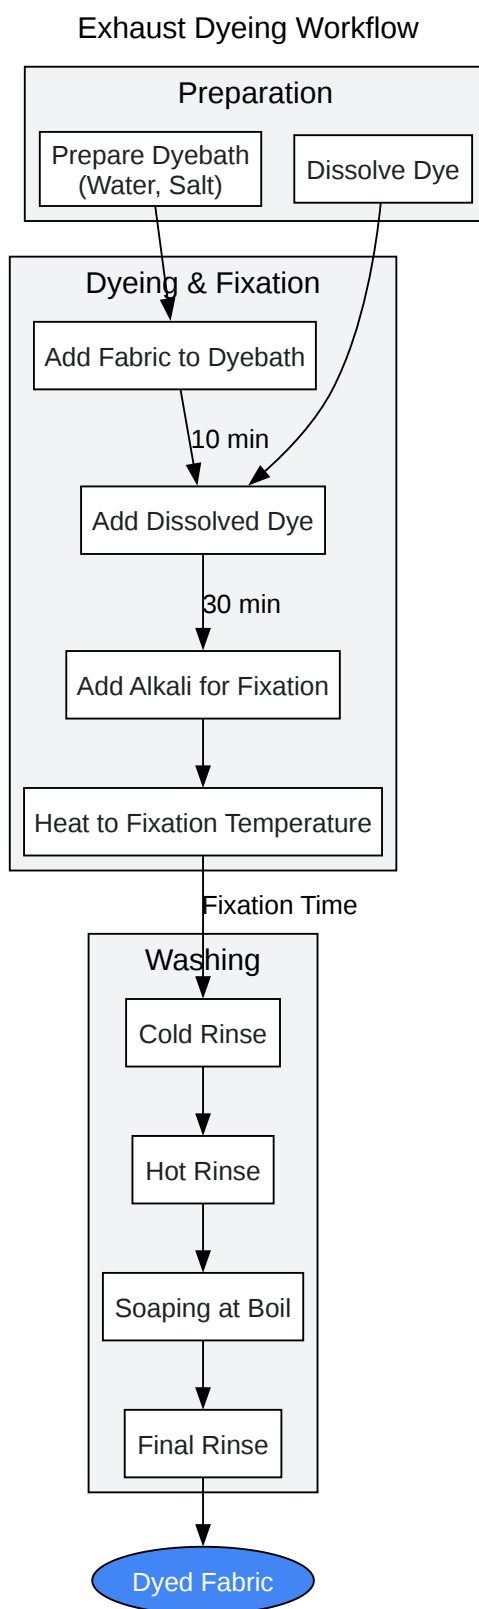 Exhaust Dyeing Workflow
Preparation
Prepare Dyebath
(Water, Salt)
Dissolve Dye
Dyeing & Fixation
Add Fabric to Dyebath
10 min
Add Dissolved Dye
30 min
Add Alkali for Fixation
Heat to Fixation Temperature
Fixation Time
Washing
Cold Rinse
Hot Rinse
Soaping at Boil
Final Rinse
Dyed Fabric